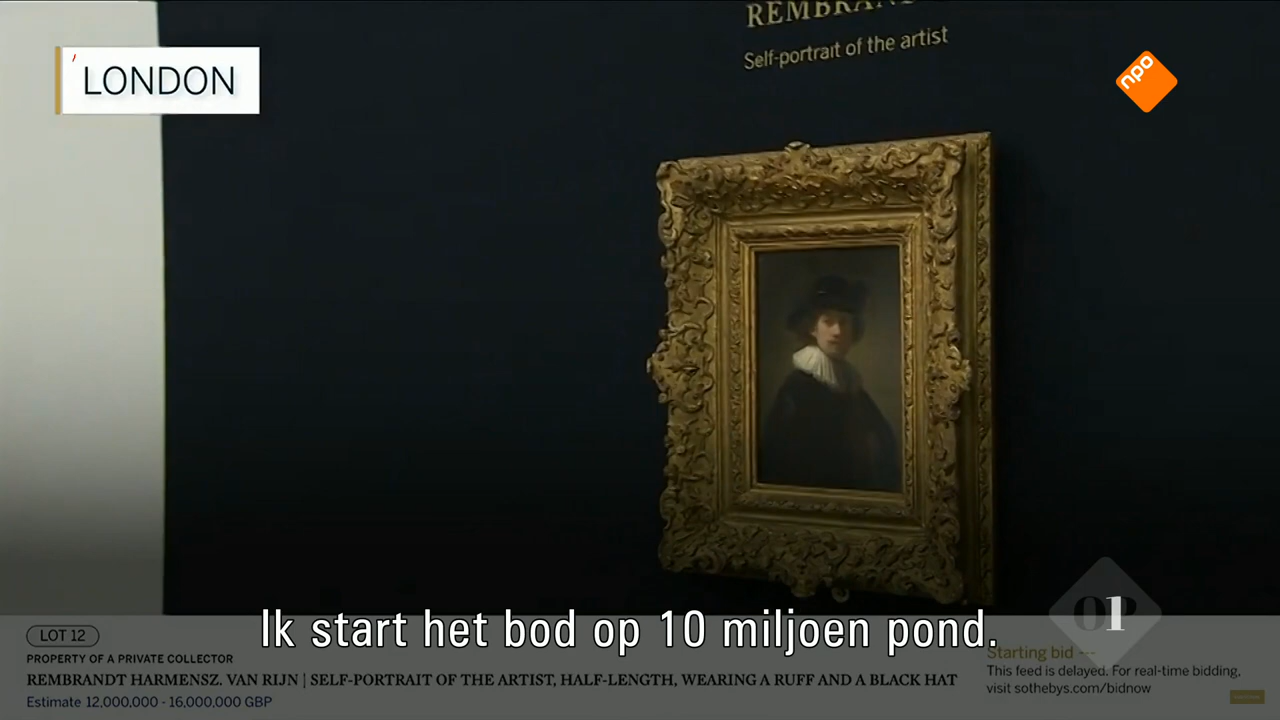 REMBRAN
Self-portrait of the artist
LONDON
npo
OP1
Ik start het bod op 10 miljoen pond.
LOT 12
PROPERTY OF A PRIVATE COLLECTOR
REMBRANDT HARMENSZ. VAN RIJN | SELF-PORTRAIT OF THE ARTIST, HALF-LENGTH, WEARING A RUFF AND A BLACK HAT
Estimate 12,000,000 - 16,000,000 GBP
Starting bid ---
This feed is delayed. For real-time bidding,
visit sothebys.com/bidnow